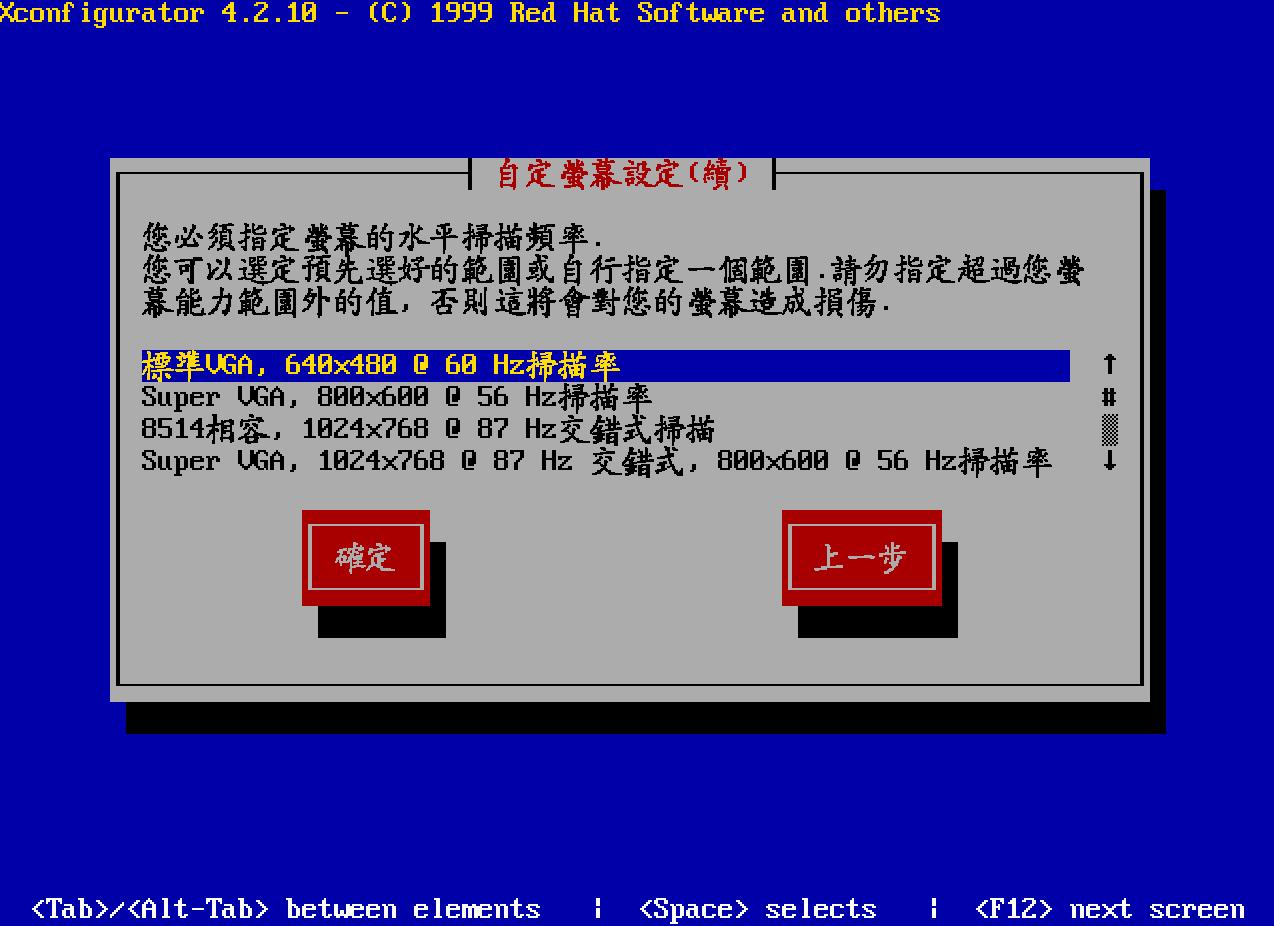 Xconfigurator 4.2.10 - (C) 1999 Red Hat Software and others
自定螢幕設定(續)
您必須指定螢幕的水平掃描頻率.
您可以選定預先選好的範圍或自行指定一個範圍.請勿指定超過您螢
幕能力範圍外的值, 否則這將會對您的螢幕造成損傷.
標準VGA, 640x480 @ 60 Hz掃描率
Super VGA, 800x600 @ 56 Hz掃描率
8514相容, 1024x768 @ 87 Hz交錯式掃描
Super VGA, 1024x768 @ 87 Hz 交錯式, 800x600 @ 56 Hz掃描率
確定 上一步
<Tab>/<Alt-Tab> between elements | <Space> selects | <F12> next screen